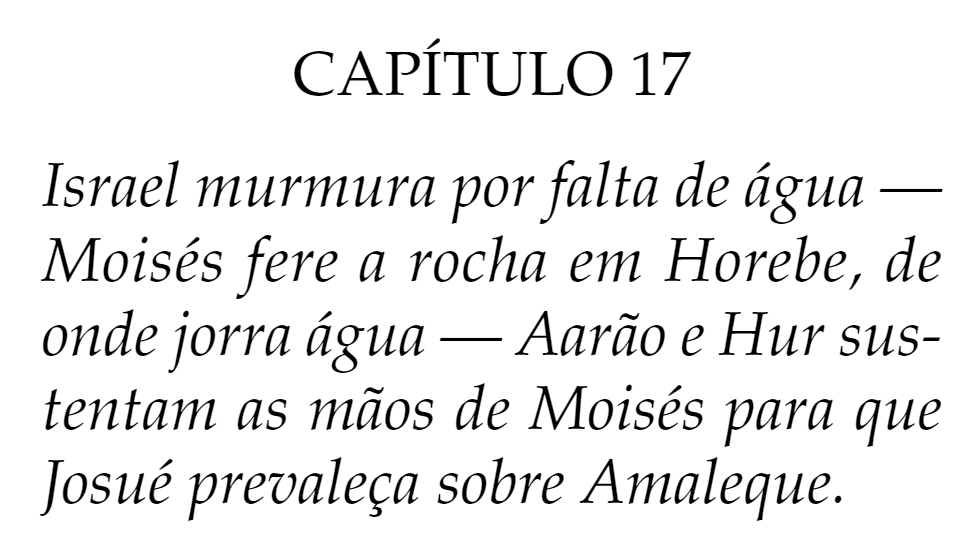 CAPÍTULO 17
Israel murmura por falta de água —
Moisés fere a rocha em Horebe, de
onde jorra água — Aarão e Hur sus-
tentam as mãos de Moisés para que
Josué prevaleça sobre Amaleque.